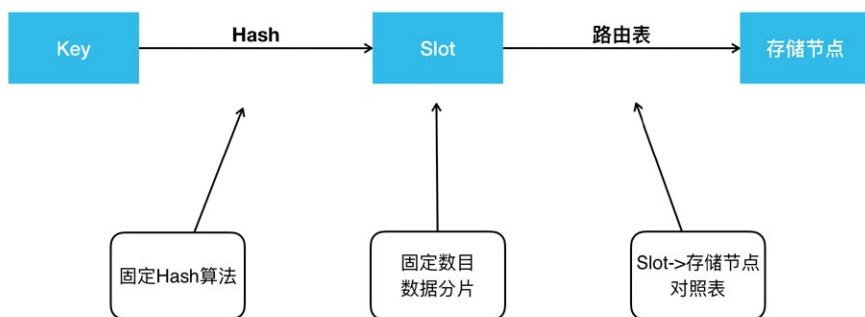 Key
Hash
Slot
路由表
存储节点
固定Hash算法
固定数目
数据分片
Slot->存储节点
对照表